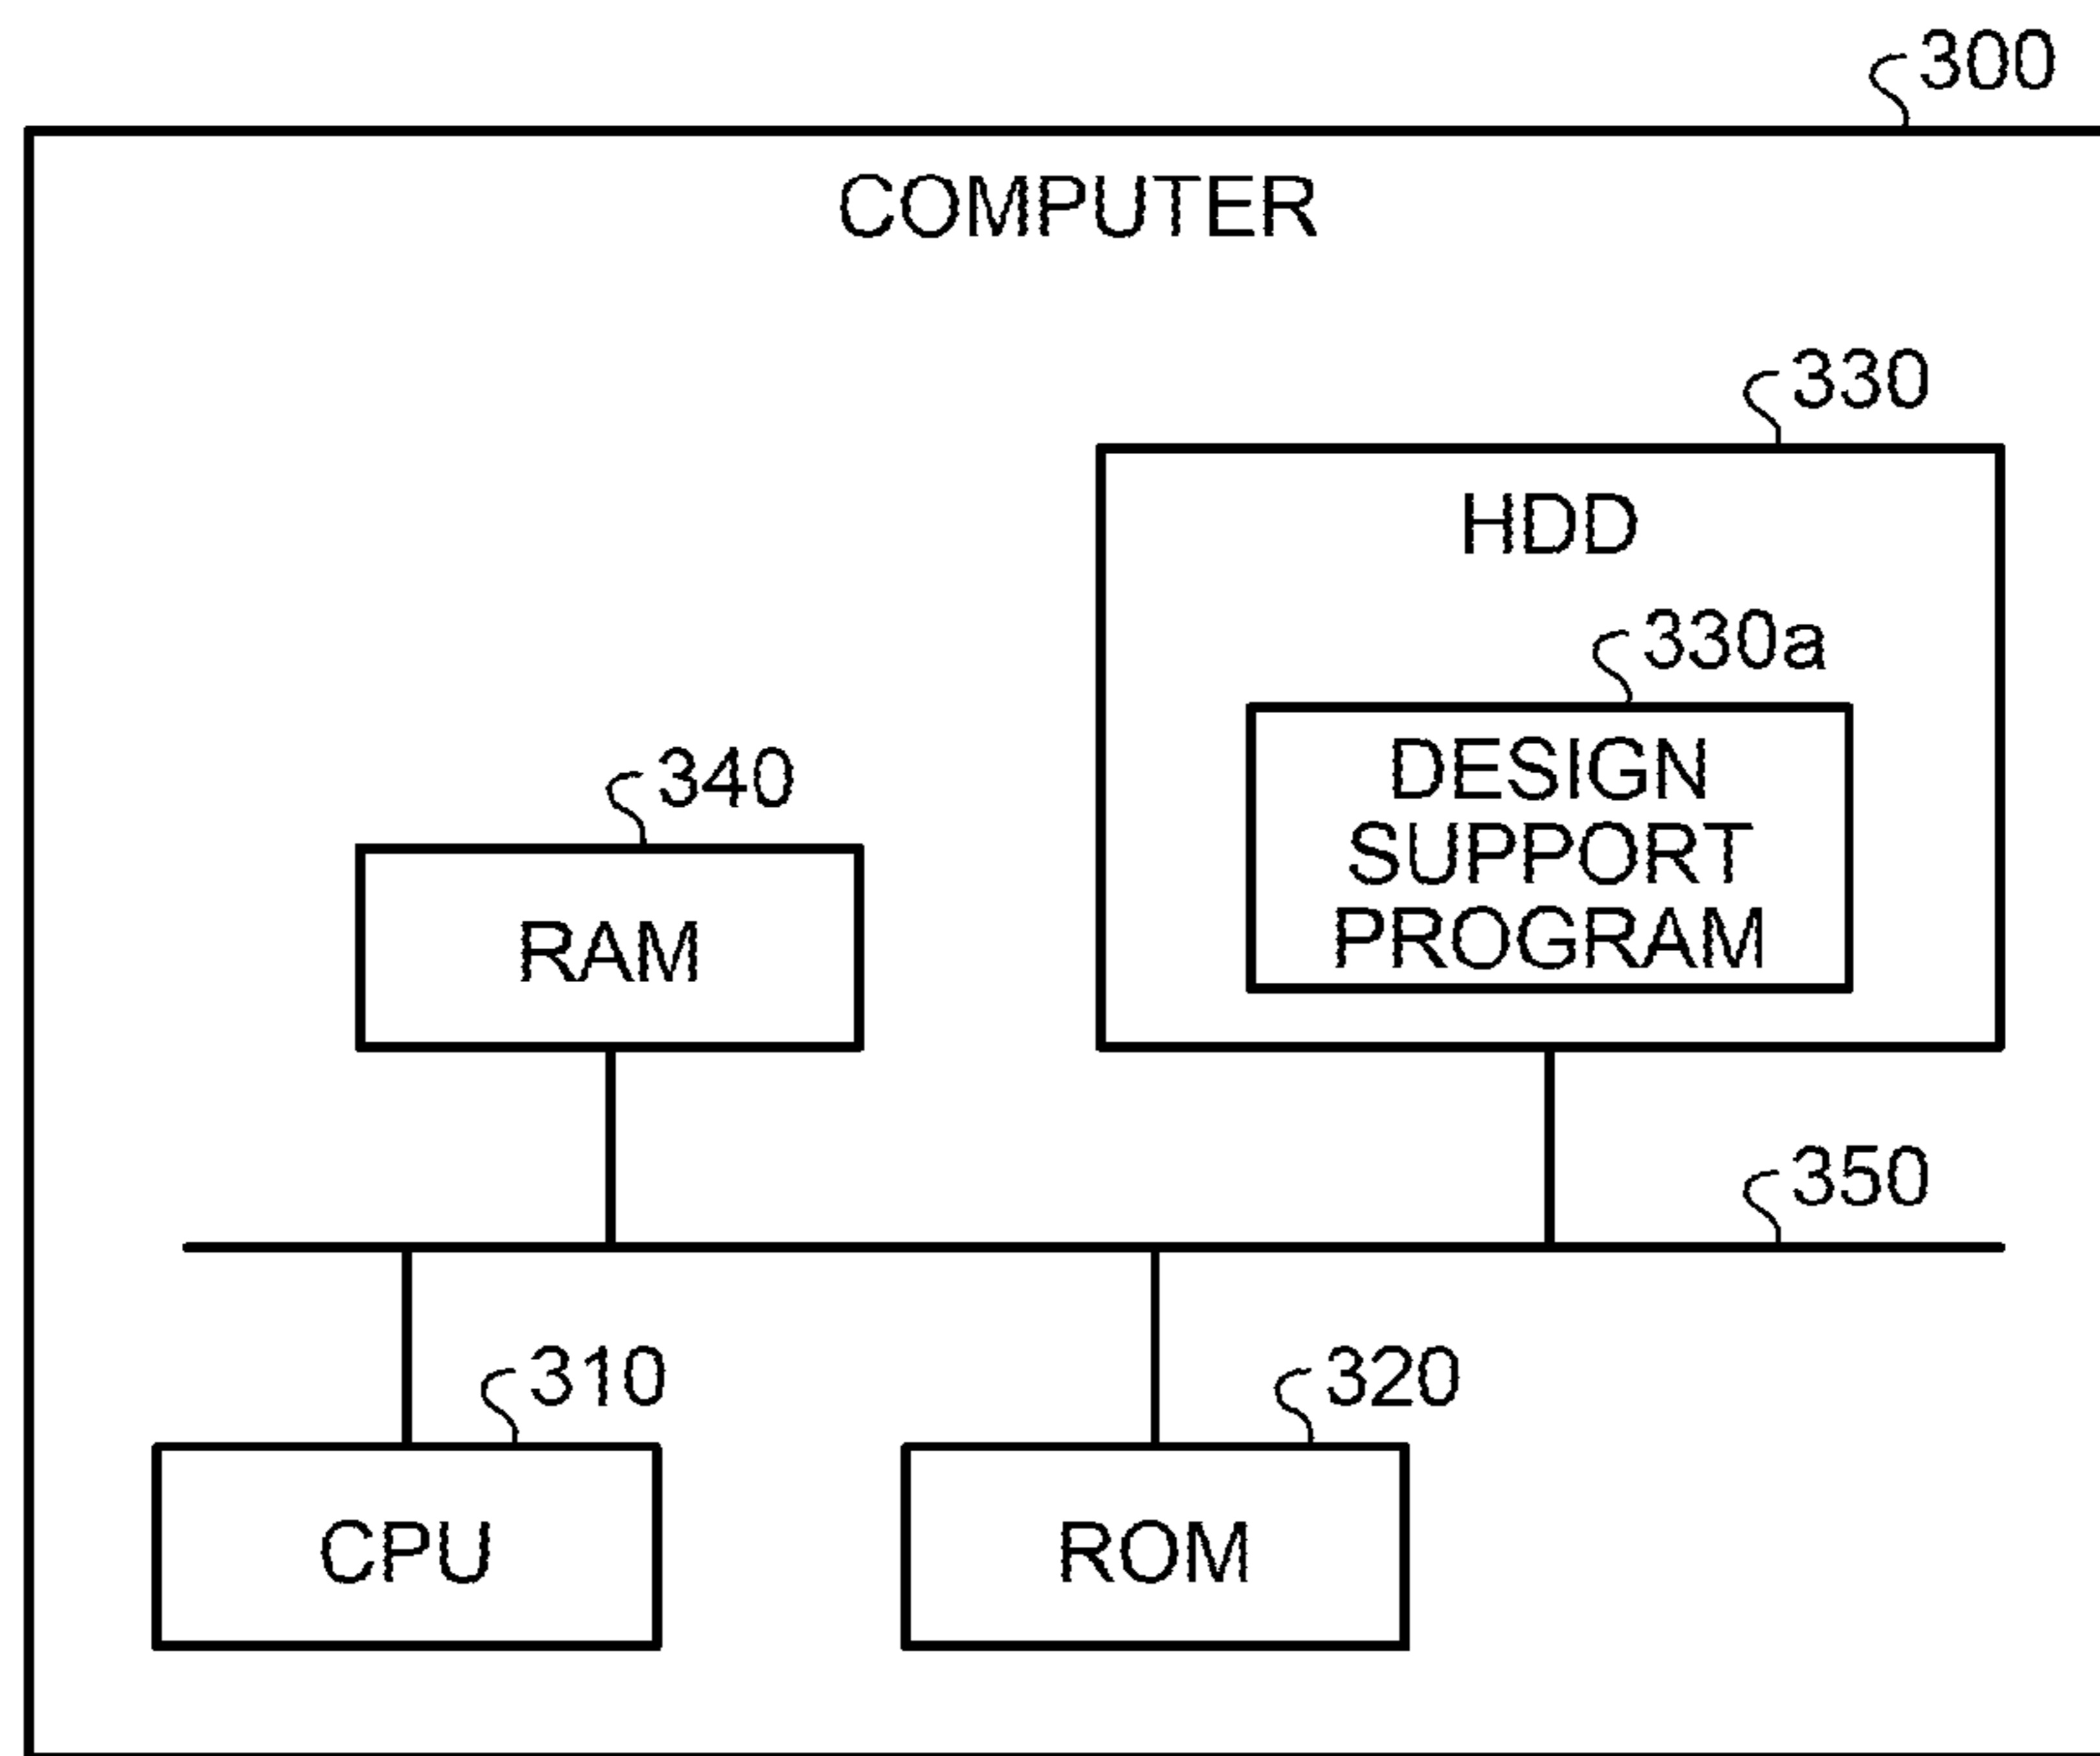 300
COMPUTER
330
HDD
330a
DESIGN
SUPPORT
PROGRAM
340
RAM
350
310
CPU
320
ROM